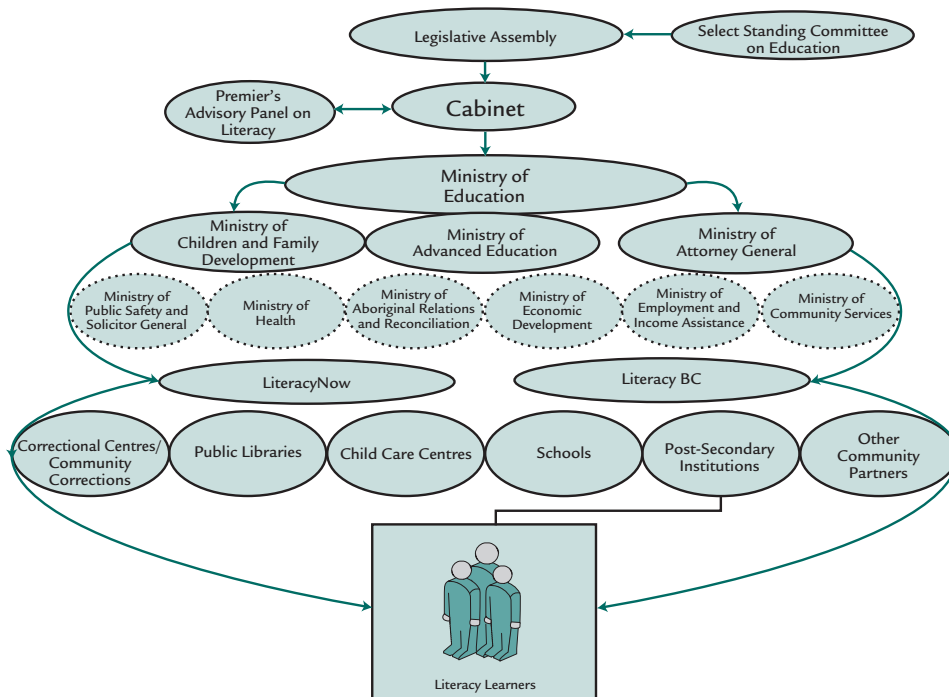 Legislative Assembly
Select Standing Committee
on Education
Premier's
Advisory Panel on
Literacy
Cabinet
Ministry of
Education
Ministry of
Children and Family
Development
Ministry of
Advanced Education
Ministry of
Attorney General
Ministry of
Public Safety and
Solicitor General
Ministry of
Health
Ministry of
Aboriginal Relations
and Reconciliation
Ministry of
Economic
Development
Ministry of
Employment and
Income Assistance
Ministry of
Community Services
LiteracyNow
Literacy BC
Correctional Centres/
Community
Corrections
Public Libraries
Child Care Centres
Schools
Post-Secondary
Institutions
Other
Community
Partners
Literacy Learners